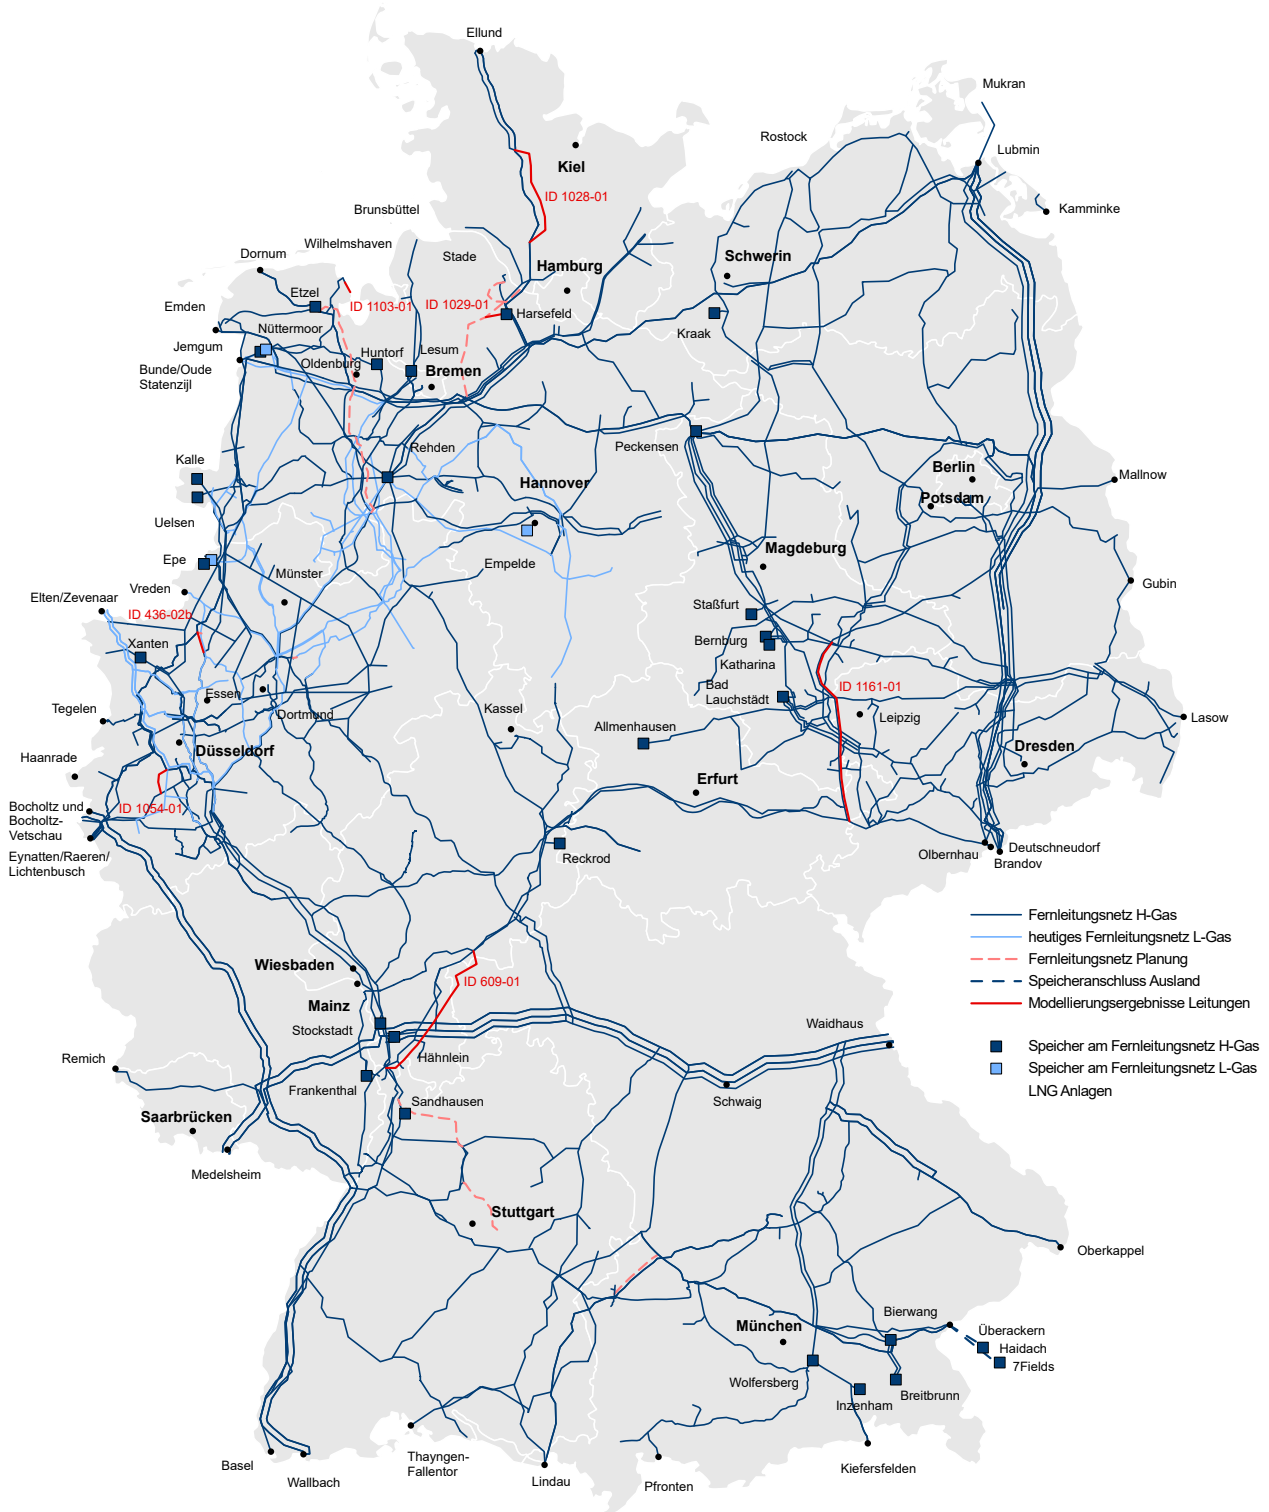 Ellund
Mukran
Rostock
Kiel
Lubmin
ID 1028-01
Brunsbüttel
Kamminke
Wilhelmshaven
Dornum
Stade
Schwerin
Hamburg
Etzel
ID 1103-01
ID 1029-01
Emden
Harsefeld
Kraak
Nüttermoor
Jemgum
Huntorf
Lesum
Oldenburg
Bremen
Bunde/Oude
Statenzijl
Rehden
Peckensen
Kalle
Berlin
Mallnow
Hannover
Potsdam
Uelsen
Magdeburg
Epe
Empelde
Münster
Gubin
Vreden
Elten/Zevenaar
Staßfurt
ID 436-02b
Bernburg
Xanten
Katharina
Bad
Lauchstädt
ID 1161-01
Essen
Tegelen
Dortmund
Kassel
Leipzig
Lasow
Allmenhausen
Düsseldorf
Dresden
Haanrade
Erfurt
Bocholtz und
Bocholtz-
Vetschau
ID 1054-01
Eynatten/Raeren/
Lichtenbusch
Olbernhau
Deutschneudorf
Brandov
Reckrod
Fernleitungsnetz H-Gas
heutiges Fernleitungsnetz L-Gas
Fernleitungsnetz Planung
Speicheranschluss Ausland
Modellierungsergebnisse Leitungen
Speicher am Fernleitungsnetz H-Gas
Speicher am Fernleitungsnetz L-Gas
LNG Anlagen
Wiesbaden
ID 609-01
Mainz
Stockstadt
Waidhaus
Remich
Hähnlein
Frankenthal
Schwaig
Sandhausen
Saarbrücken
Medelsheim
Stuttgart
Oberkappel
Bierwang
München
Überackern
Haidach
7Fields
Wolfersberg
Breitbrunn
Inzenham
Basel
Wallbach
Thayngen-
Fallentor
Lindau
Pfronten
Kiefersfelden